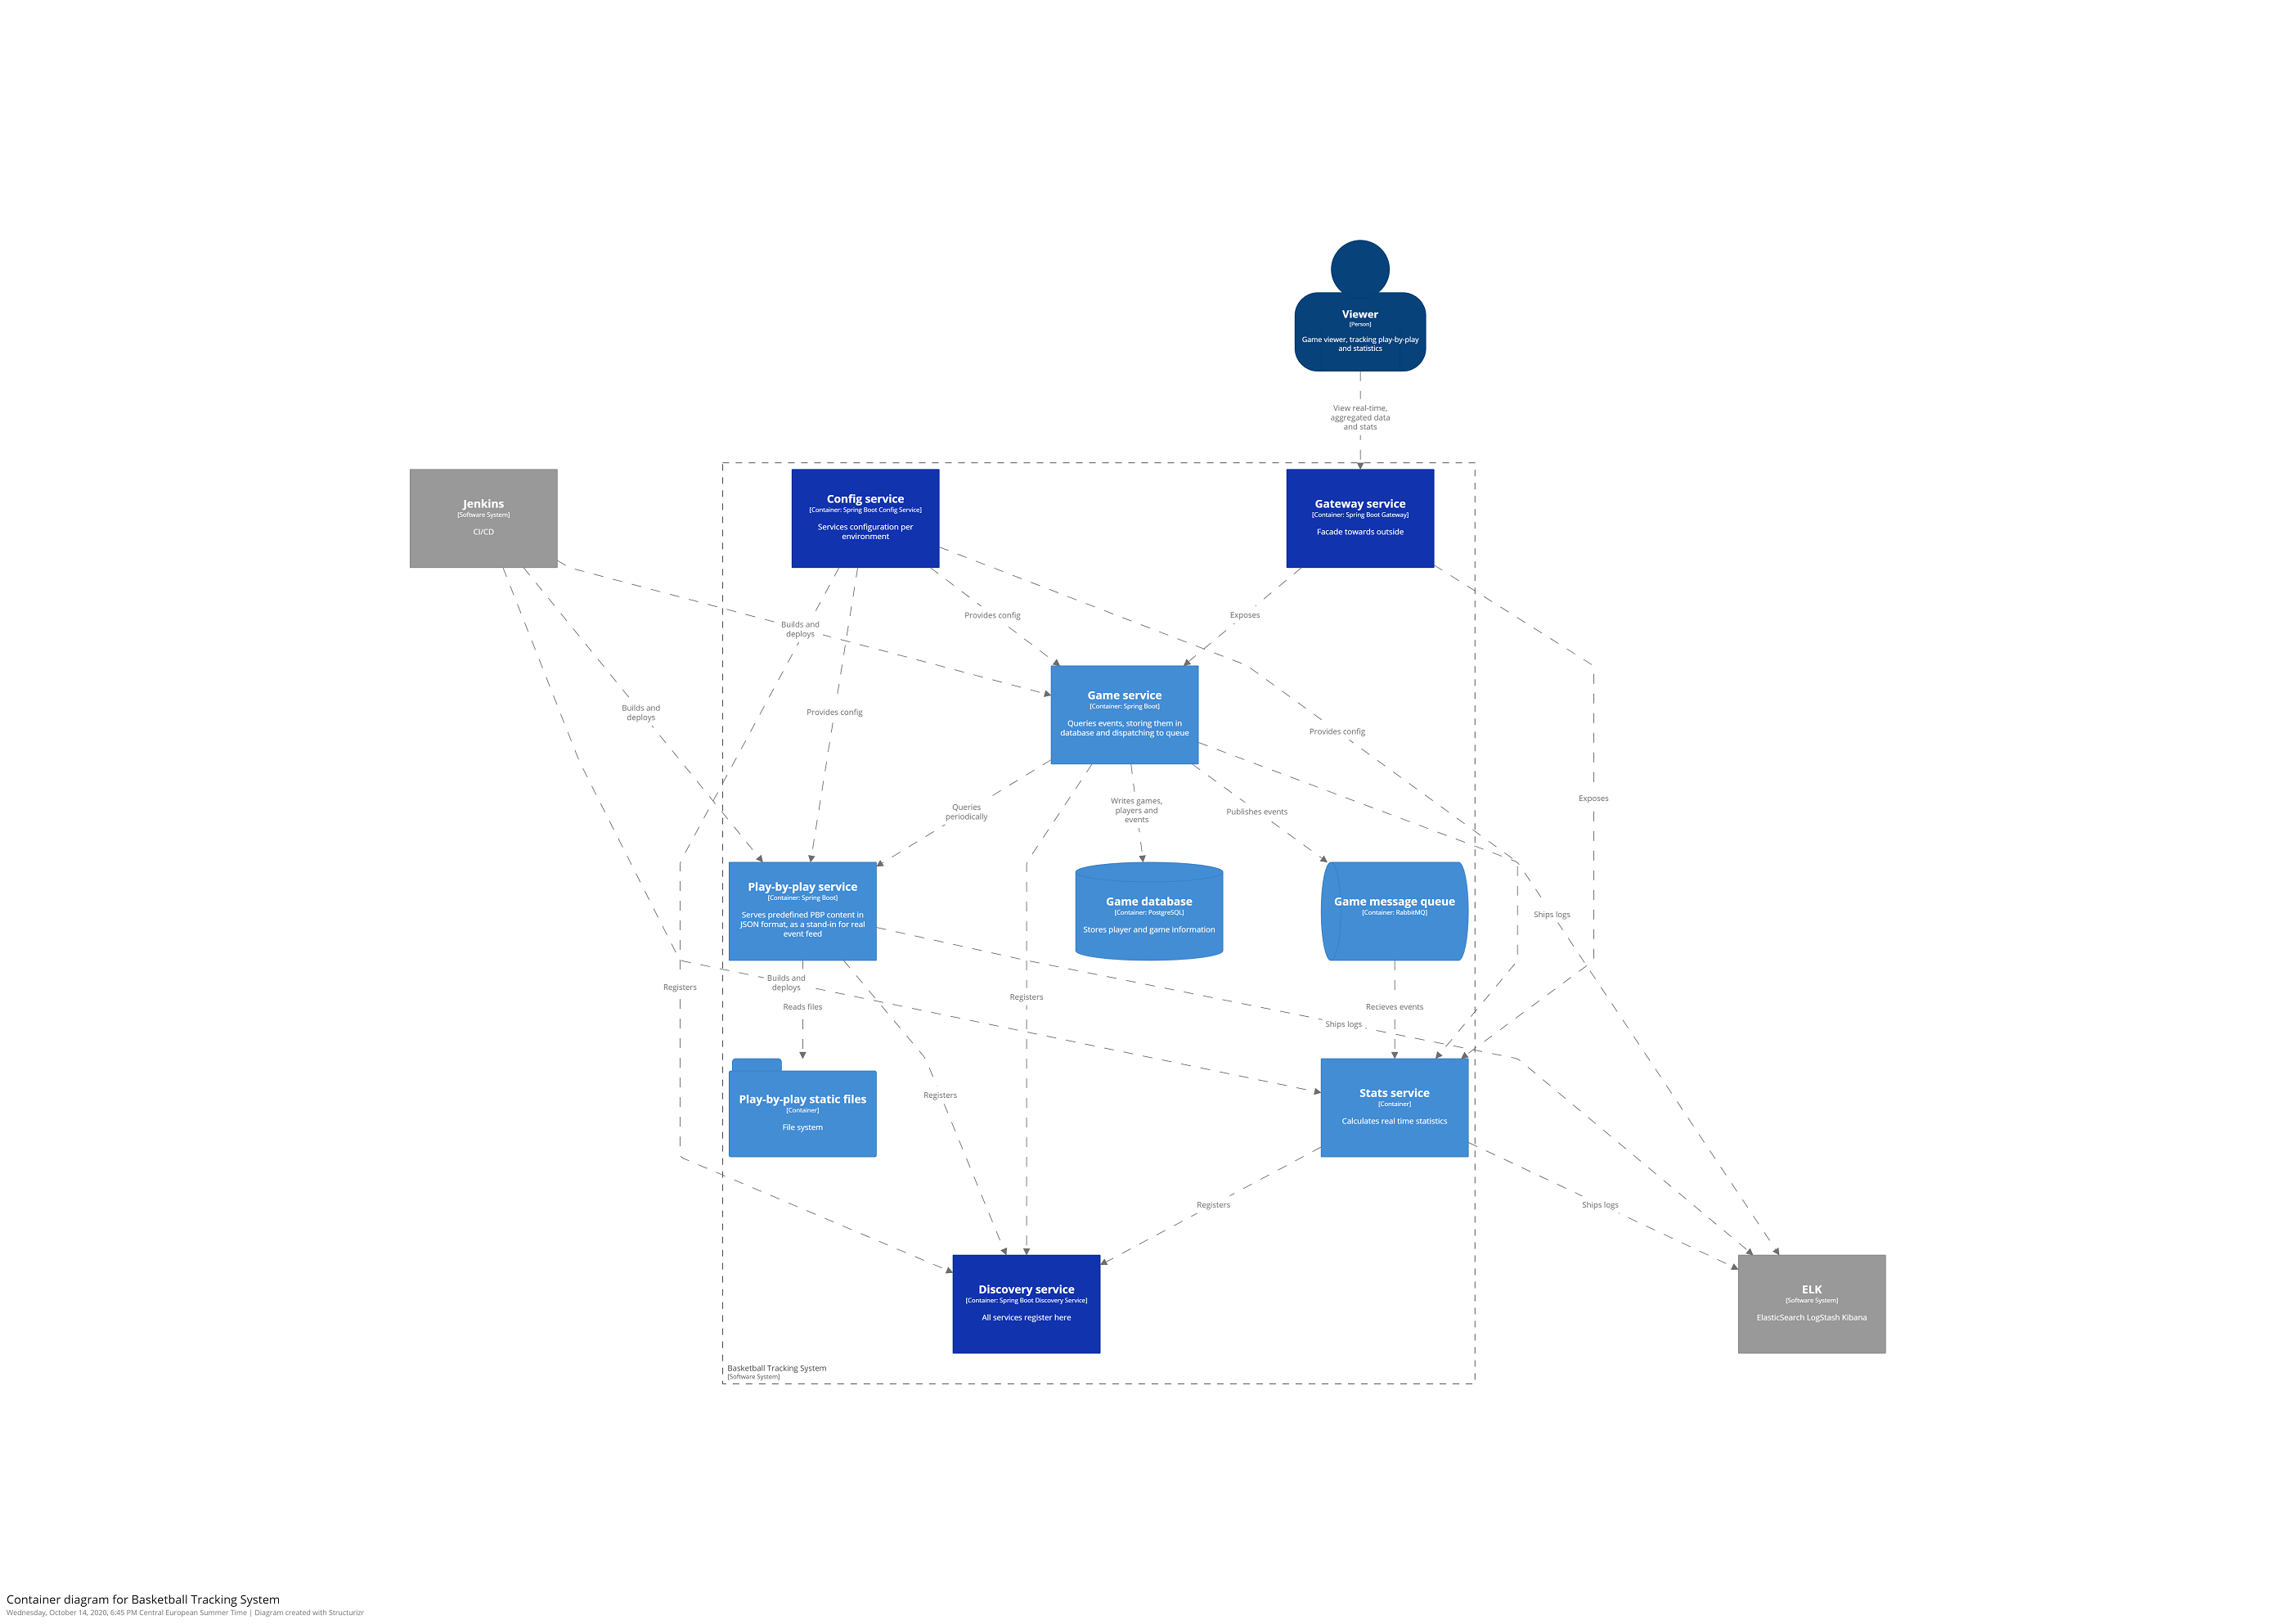 Viewer
[Person]
Game viewer, tracking play-by-play
and statistics
View real-time,
aggregated data
and stats
Jenkins
[Software System]
CI/CD
Config service
[Container: Spring Boot Config Service]
Services configuration per
environment
Gateway service
[Container: Spring Boot Gateway]
Facade towards outside
Builds and
deploys
Provides config
Exposes
Game service
[Container: Spring Boot]
Queries events, storing them in
database and dispatching to queue
Builds and
deploys
Provides config
Provides config
Queries
periodically
Writes games,
players and
events
Publishes events
Exposes
Play-by-play service
[Container: Spring Boot]
Serves predefined PBP content in
JSON format, as a stand-in for real
event feed
Game database
[Container: PostgreSQL]
Stores player and game information
Game message queue
[Container: RabbitMQ]
Ships logs
Registers
Builds and
deploys
Reads files
Registers
Recieves events
Ships logs
Play-by-play static files
[Container]
File system
Registers
Stats service
[Container]
Calculates real time statistics
Registers
Ships logs
Discovery service
[Container: Spring Boot Discovery Service]
All services register here
ELK
[Software System]
ElasticSearch LogStash Kibana
Basketball Tracking System
[Software System]
Container diagram for Basketball Tracking System
Wednesday, October 14, 2020, 6:45 PM Central European Summer Time | Diagram created with Structurizr